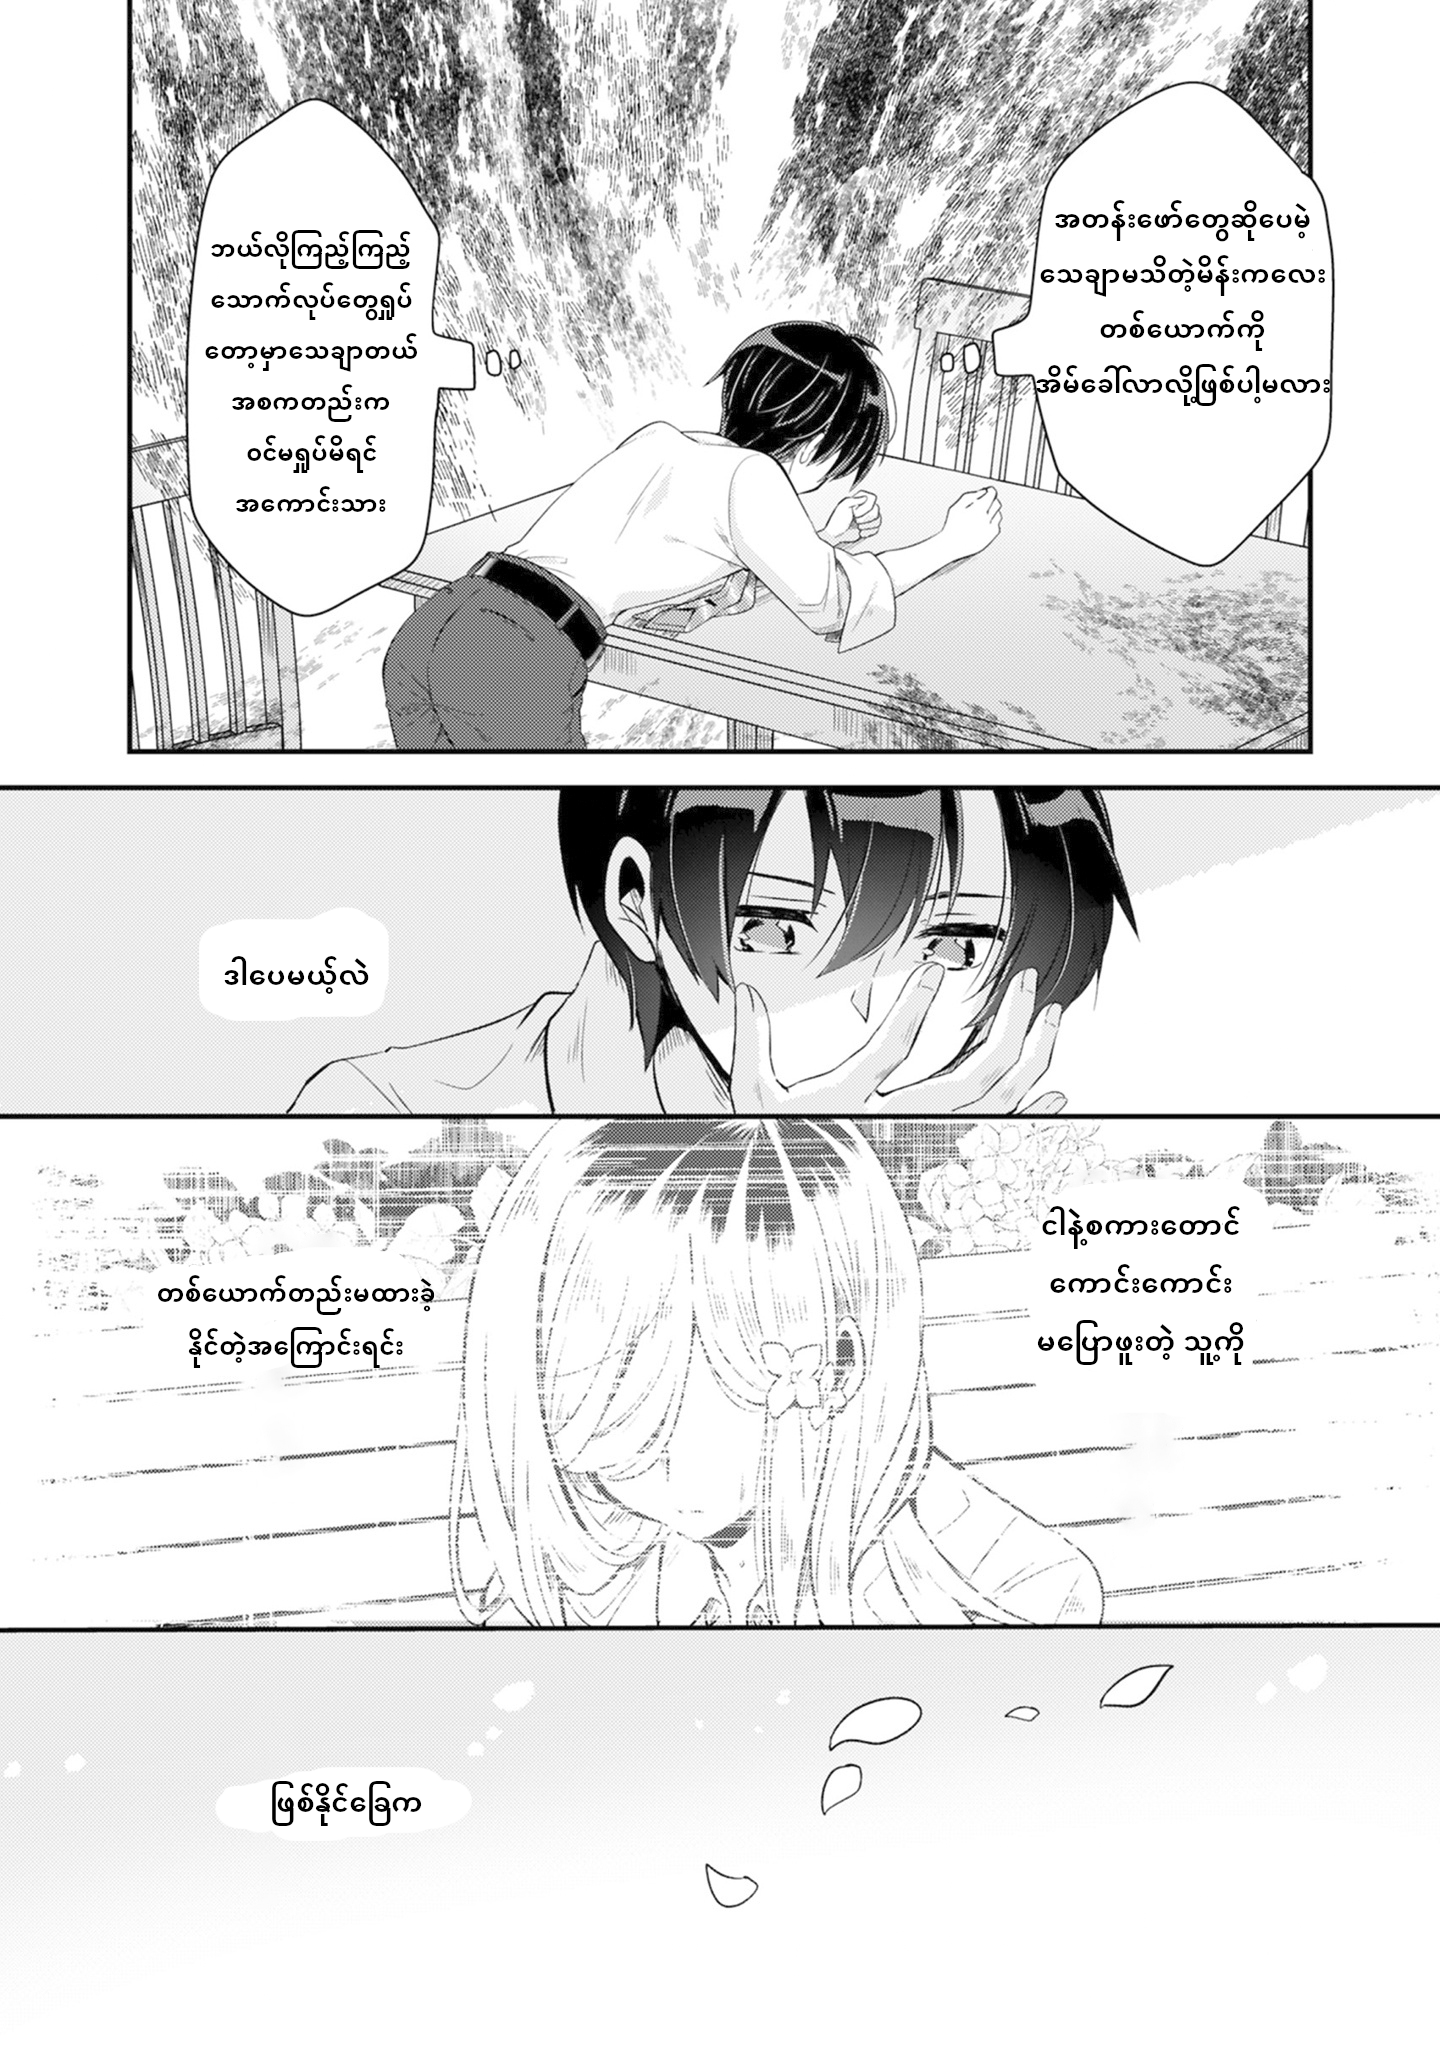 အတန်းဖော်တွေဆိုပေမဲ့
သေချာမသိတဲ့မိန်းကလေး
တစ်ယောက်ကို
အိမ်ခေါ်လာလို့ဖြစ်ပါ့မလား
ဘယ်လိုကြည့်ကြည့်
သောက်လုပ်တွေရှုပ်
တော့မှာသေချာတယ်
အစကတည်းက
ဝင်မရှုပ်မိရင်
အကောင်းသား
ဒါပေမယ့်လဲ
ငါနဲ့စကားတောင်
ကောင်းကောင်း
မပြောဖူးတဲ့ သူ့ကို
တစ်ယောက်တည်းမထားခဲ့
နိုင်တဲ့အကြောင်းရင်း
ဖြစ်နိုင်ခြေက